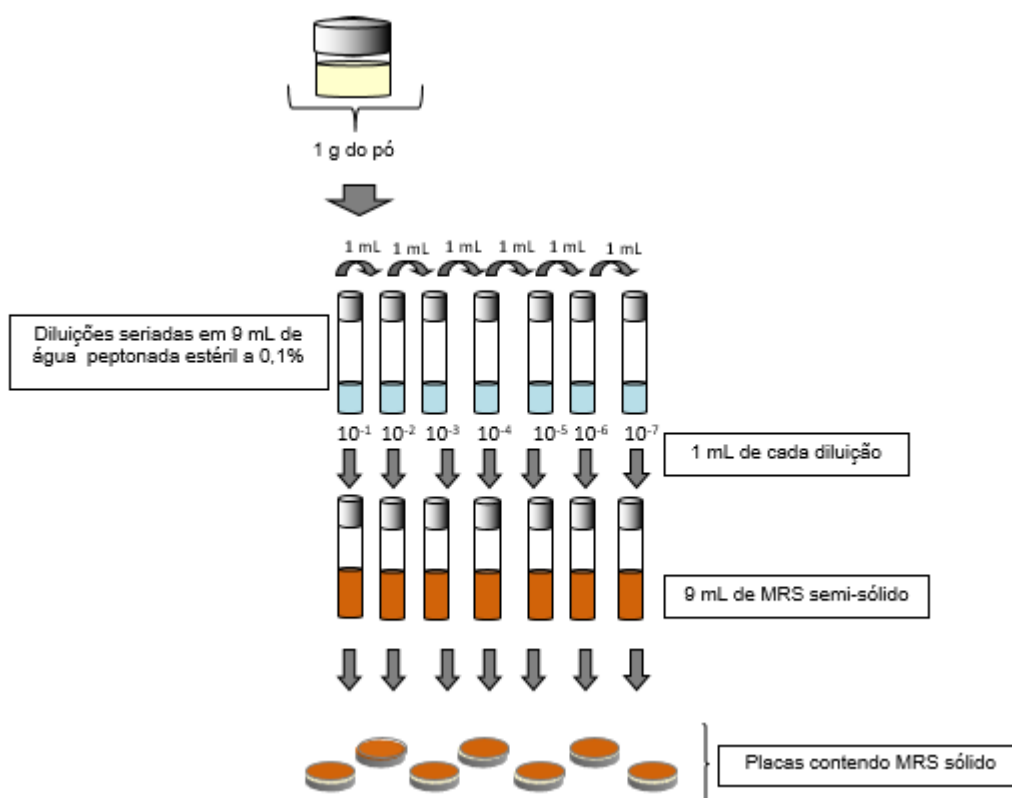 1 g do pó
1 mL 1 mL 1 mL 1 mL 1 mL 1 mL
Diluições seriadas em 9 mL de
água peptonada estéril a 0,1%
10⁻¹ 10⁻² 10⁻³ 10⁻⁴ 10⁻⁵ 10⁻⁶ 10⁻⁷
1 mL de cada diluição
9 mL de MRS semi-sólido
Placas contendo MRS sólido